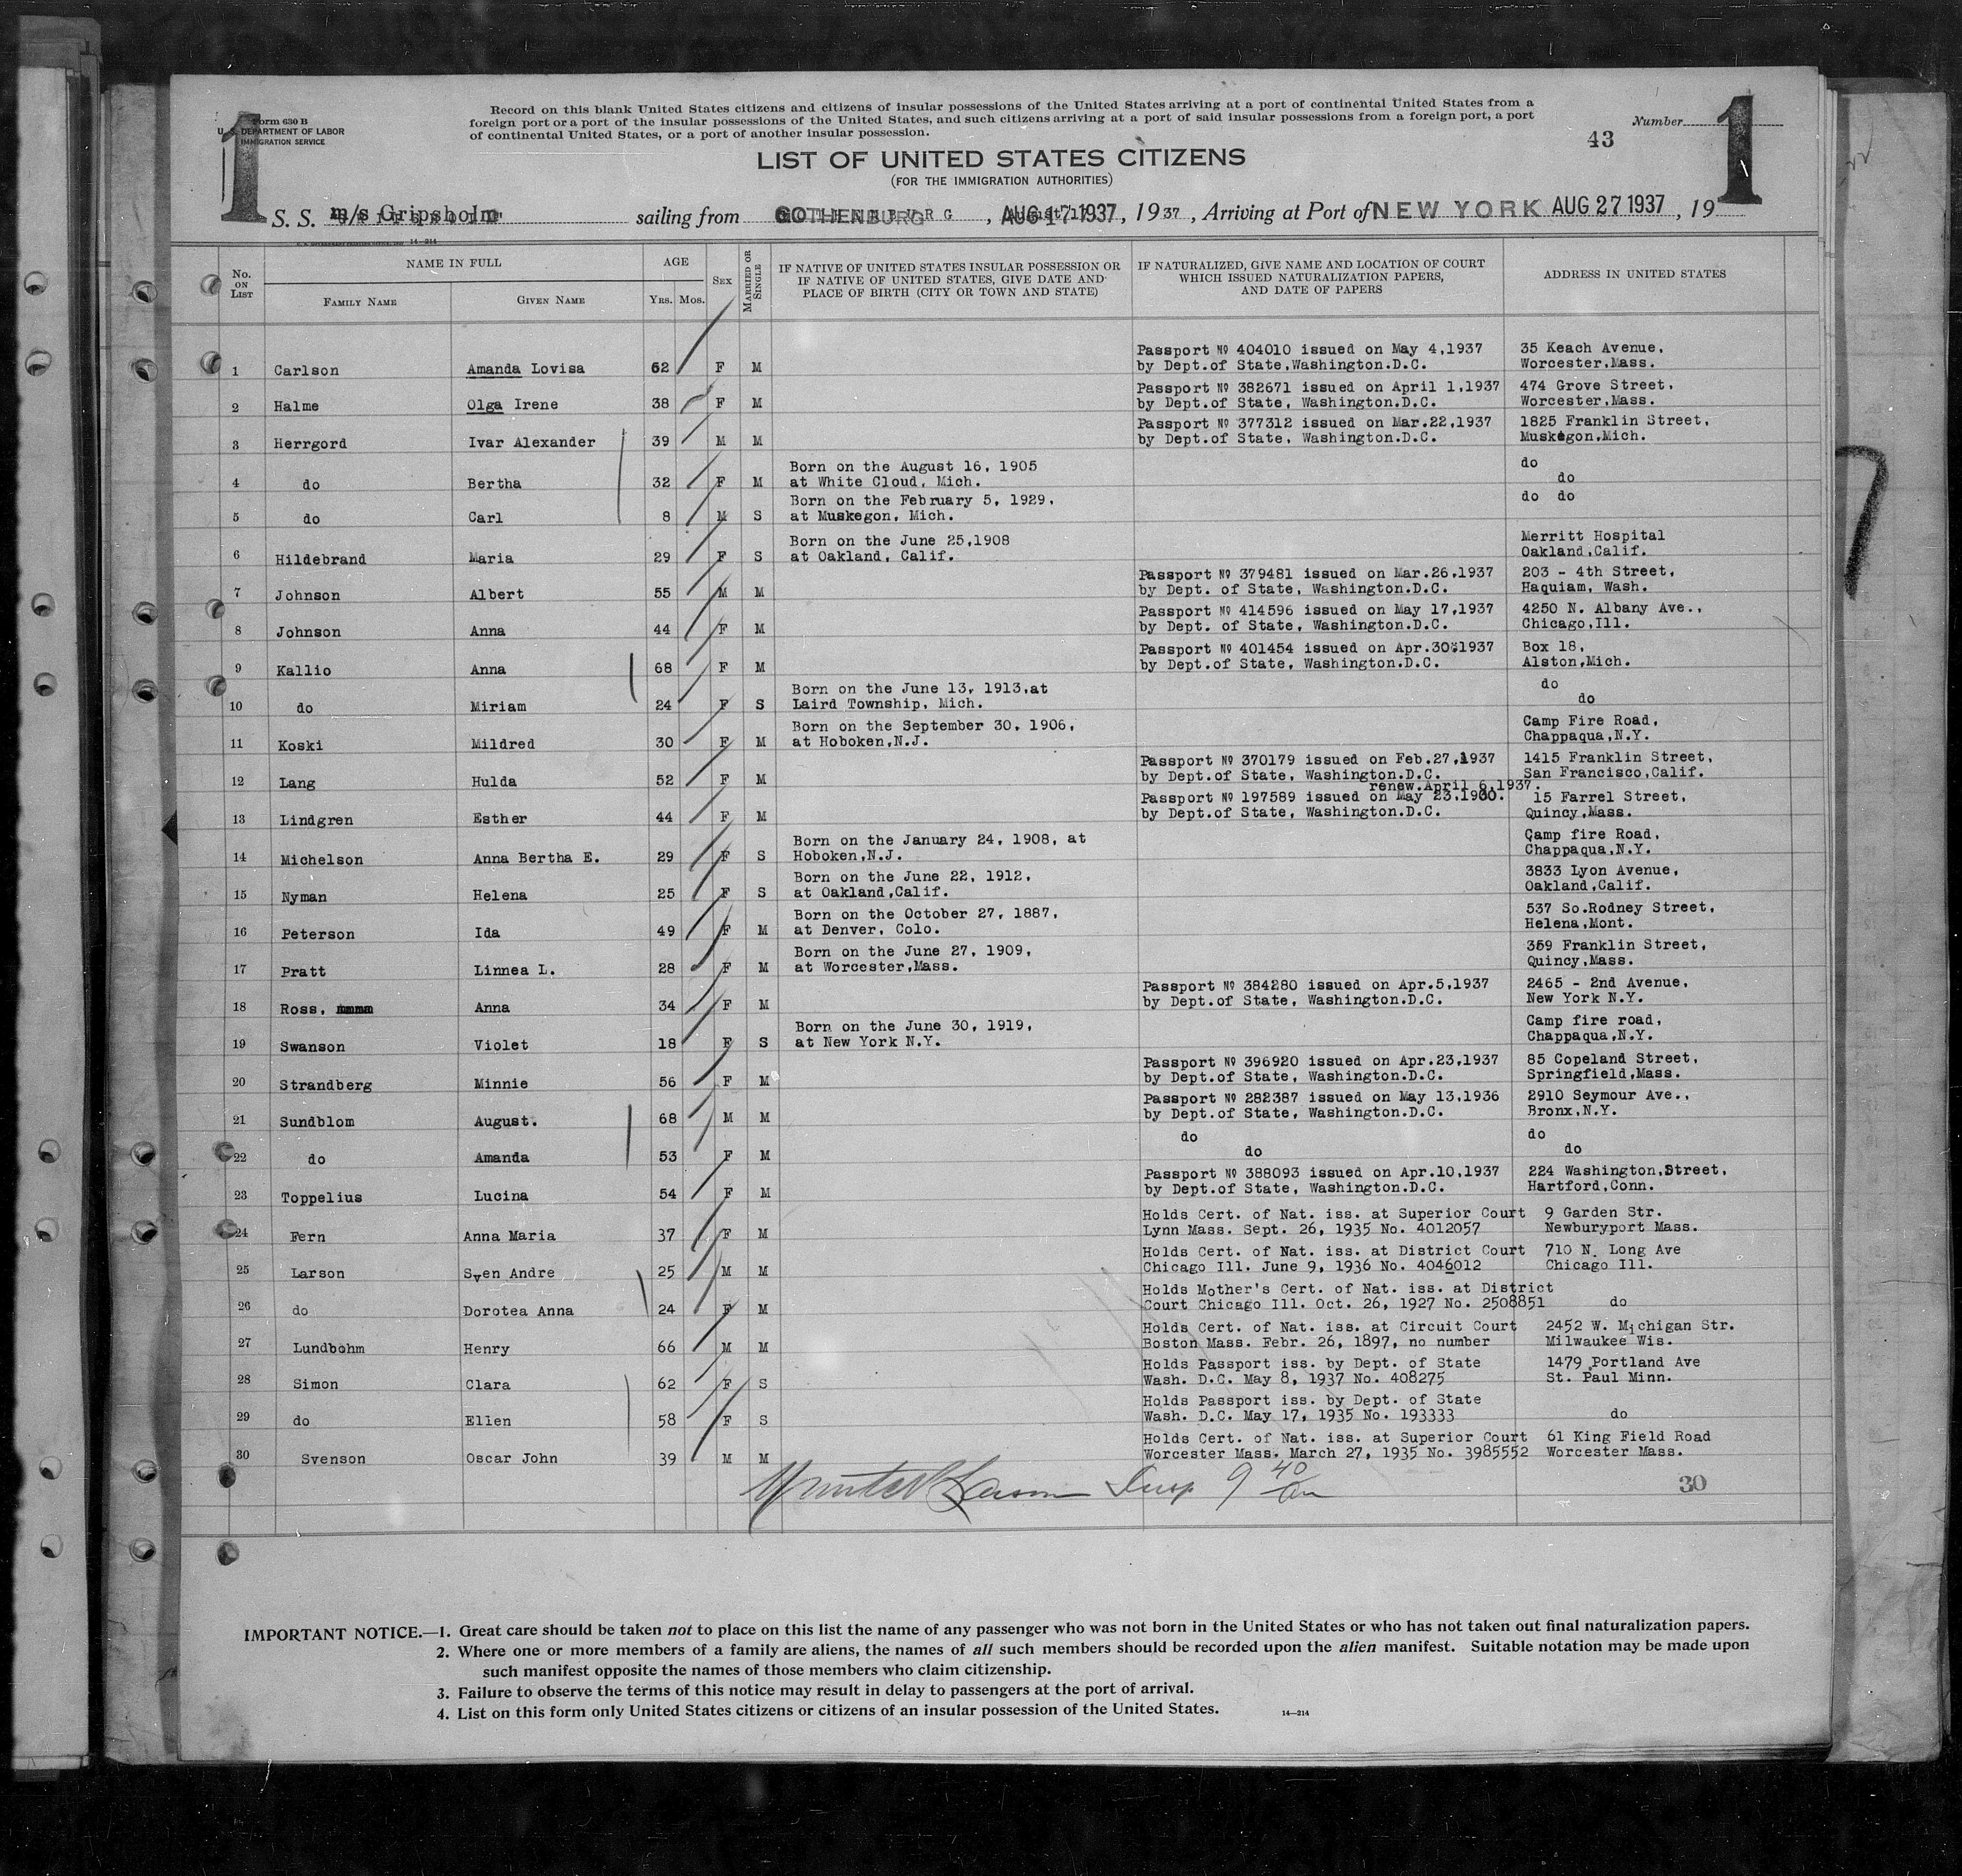 1
Form 630 B
U. S. DEPARTMENT OF LABOR
IMMIGRATION SERVICE
Record on this blank United States citizens and citizens of insular possessions of the United States arriving at a port of continental United States from a
foreign port or a port of the insular possessions of the United States, and such citizens arriving at a port of said insular possessions from a foreign port, a port
of continental United States, or a port of another insular possession.
43
Number
1
LIST OF UNITED STATES CITIZENS
(FOR THE IMMIGRATION AUTHORITIES)
S. S. m/s Gripsholm sailing from GOTHENBURG, AUG 17 1937, 1937, Arriving at Port of NEW YORK AUG 27 1937, 19
14-214
No. ON LIST
NAME IN FULL
FAMILY NAME
GIVEN NAME
AGE
YRS. MOS.
SEX
MARRIED OR SINGLE
IF NATIVE OF UNITED STATES INSULAR POSSESSION OR
IF NATIVE OF UNITED STATES, GIVE DATE AND
PLACE OF BIRTH (CITY OR TOWN AND STATE)
IF NATURALIZED, GIVE NAME AND LOCATION OF COURT
WHICH ISSUED NATURALIZATION PAPERS,
AND DATE OF PAPERS
ADDRESS IN UNITED STATES
Passport № 404010 issued on May 4,1937 35 Keach Avenue,
1 Carlson Amanda Lovisa 62 F M by Dept.of State,Washington.D.C. Worcester,Mass.
Passport № 382671 issued on April 1,1937 474 Grove Street,
2 Halme Olga Irene 38 F M by Dept.of State, Washington.D.C. Worcester,Mass.
Passport № 377312 issued on Mar.22,1937 1825 Franklin Street,
3 Herrgord Ivar Alexander 39 M M by Dept.of State, Washington.D.C. Muskegon,Mich.
Born on the August 16, 1905 do
4 do Bertha 32 F M at White Cloud, Mich. do
Born on the February 5, 1929, do do
5 do Carl 8 M S at Muskegon, Mich.
Born on the June 25,1908 Merritt Hospital
6 Hildebrand Maria 29 F S at Oakland, Calif. Oakland,Calif.
Passport № 379481 issued on Mar.26,1937 203 - 4th Street,
7 Johnson Albert 55 M M by Dept. of State, Washington.D.C. Haquiam, Wash.
Passport № 414596 issued on May 17,1937 4250 N. Albany Ave.,
8 Johnson Anna 44 F M by Dept. of State, Washington.D.C. Chicago,Ill.
Passport № 401454 issued on Apr.30,1937 Box 18,
9 Kallio Anna 68 F M by Dept.of State, Washington.D.C. Alston,Mich.
Born on the June 13, 1913,at do
10 do Miriam 24 F S Laird Township, Mich. do
Born on the September 30, 1906, Camp Fire Road,
11 Koski Mildred 30 F M at Hoboken,N.J. Chappaqua,N.Y.
Passport № 370179 issued on Feb.27,1937 1415 Franklin Street,
12 Lang Hulda 52 F M by Dept.of State, Washington.D.C. San Francisco,Calif.
renew.April 6,1937.
Passport № 197589 issued on May 23.1930. 15 Farrel Street,
13 Lindgren Esther 44 F M by Dept.of State, Washington.D.C. Quincy,Mass.
Born on the January 24, 1908, at Camp fire Road,
14 Michelson Anna Bertha E. 29 F S Hoboken,N.J. Chappaqua,N.Y.
Born on the June 22, 1912, 3833 Lyon Avenue,
15 Nyman Helena 25 F S at Oakland,Calif. Oakland,Calif.
Born on the October 27, 1887, 537 So.Rodney Street,
16 Peterson Ida 49 F M at Denver, Colo. Helena,Mont.
Born on the June 27, 1909, 359 Franklin Street,
17 Pratt Linnea L. 28 F M at Worcester,Mass. Quincy,Mass.
Passport № 384280 issued on Apr.5,1937 2465 - 2nd Avenue,
18 Ross, Anna 34 F M by Dept.of State, Washington.D.C. New York N.Y.
Born on the June 30, 1919, Camp fire road,
19 Swanson Violet 18 F S at New York N.Y. Chappaqua,N.Y.
Passport № 396920 issued on Apr.23,1937 85 Copeland Street,
20 Strandberg Minnie 56 F M by Dept.of State, Washington.D.C. Springfield,Mass.
Passport № 282387 issued on May 13,1936 2910 Seymour Ave.,
21 Sundblom August. 68 M M by Dept.of State, Washington.D.C. Bronx,N.Y.
do do
22 do Amanda 53 F M do do
Passport № 388093 issued on Apr.10,1937 224 Washington,Street,
23 Toppelius Lucina 54 F M by Dept.of State, Washington.D.C. Hartford,Conn.
Holds Cert. of Nat. iss. at Superior Court 9 Garden Str.
24 Fern Anna Maria 37 F M Lynn Mass. Sept. 26, 1935 No. 4012057 Newburyport Mass.
Holds Cert. of Nat. iss. at District Court 710 N. Long Ave
25 Larson Sven Andre 25 M M Chicago Ill. June 9, 1936 No. 4046012 Chicago Ill.
Holds Mother's Cert. of Nat. iss. at District
26 do Dorotea Anna 24 F M Court Chicago Ill. Oct. 26, 1927 No. 2508851 do
Holds Cert. of Nat. iss. at Circuit Court 2452 W. Michigan Str.
27 Lundbohm Henry 66 M M Boston Mass. Febr. 26, 1897, no number Milwaukee Wis.
Holds Passport iss. by Dept. of State 1479 Portland Ave
28 Simon Clara 62 F S Wash. D.C. May 8, 1937 No. 408275 St. Paul Minn.
Holds Passport iss. by Dept. of State
29 do Ellen 58 F S Wash. D.C. May 17, 1935 No. 193333 do
Holds Cert. of Nat. iss. at Superior Court 61 King Field Road
30 Svenson Oscar John 39 M M Worcester Mass. March 27, 1935 No. 3985552 Worcester Mass.
Insp 9 40 am
30
IMPORTANT NOTICE.—1. Great care should be taken not to place on this list the name of any passenger who was not born in the United States or who has not taken out final naturalization papers.
2. Where one or more members of a family are aliens, the names of all such members should be recorded upon the alien manifest. Suitable notation may be made upon
such manifest opposite the names of those members who claim citizenship.
3. Failure to observe the terms of this notice may result in delay to passengers at the port of arrival.
4. List on this form only United States citizens or citizens of an insular possession of the United States.
14—214